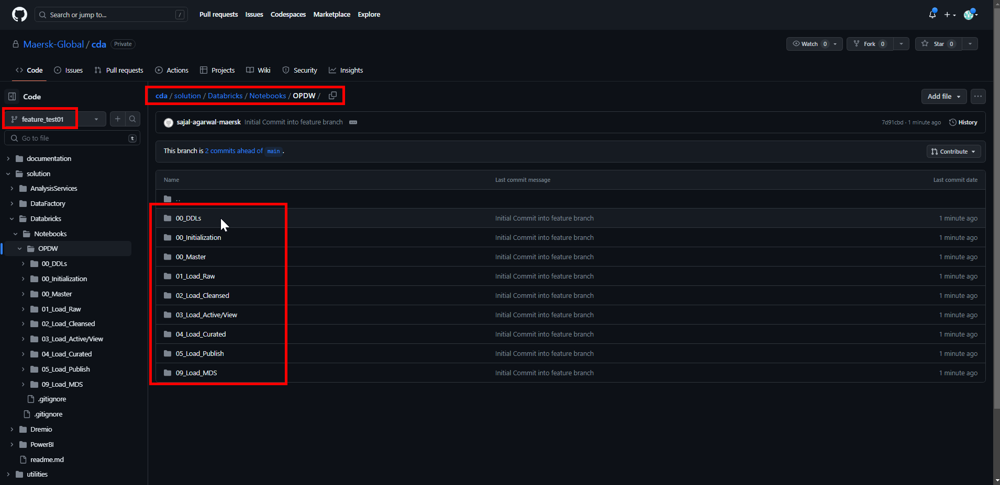 Search or jump to... /
Pull requests Issues Codespaces Marketplace Explore
Maersk-Global / cda Private
Watch 0 Fork 0 Star 0
Code Issues Pull requests Actions Projects Wiki Security Insights
Code
feature_test01
Go to file t
documentation
solution
AnalysisServices
DataFactory
Databricks
Notebooks
OPDW
00_DDLs
00_Initialization
00_Master
01_Load_Raw
02_Load_Cleansed
03_Load_Active/View
04_Load_Curated
05_Load_Publish
09_Load_MDS
.gitignore
.gitignore
Dremio
PowerBI
readme.md
utilities
cda / solution / Databricks / Notebooks / OPDW /
Add file
sajal-agarwal-maersk Initial Commit into feature branch
7d91cbd · 1 minute ago History
This branch is 2 commits ahead of main .
Contribute
Name Last commit message Last commit date
..
00_DDLs Initial Commit into feature branch 1 minute ago
00_Initialization Initial Commit into feature branch 1 minute ago
00_Master Initial Commit into feature branch 1 minute ago
01_Load_Raw Initial Commit into feature branch 1 minute ago
02_Load_Cleansed Initial Commit into feature branch 1 minute ago
03_Load_Active/View Initial Commit into feature branch 1 minute ago
04_Load_Curated Initial Commit into feature branch 1 minute ago
05_Load_Publish Initial Commit into feature branch 1 minute ago
09_Load_MDS Initial Commit into feature branch 1 minute ago